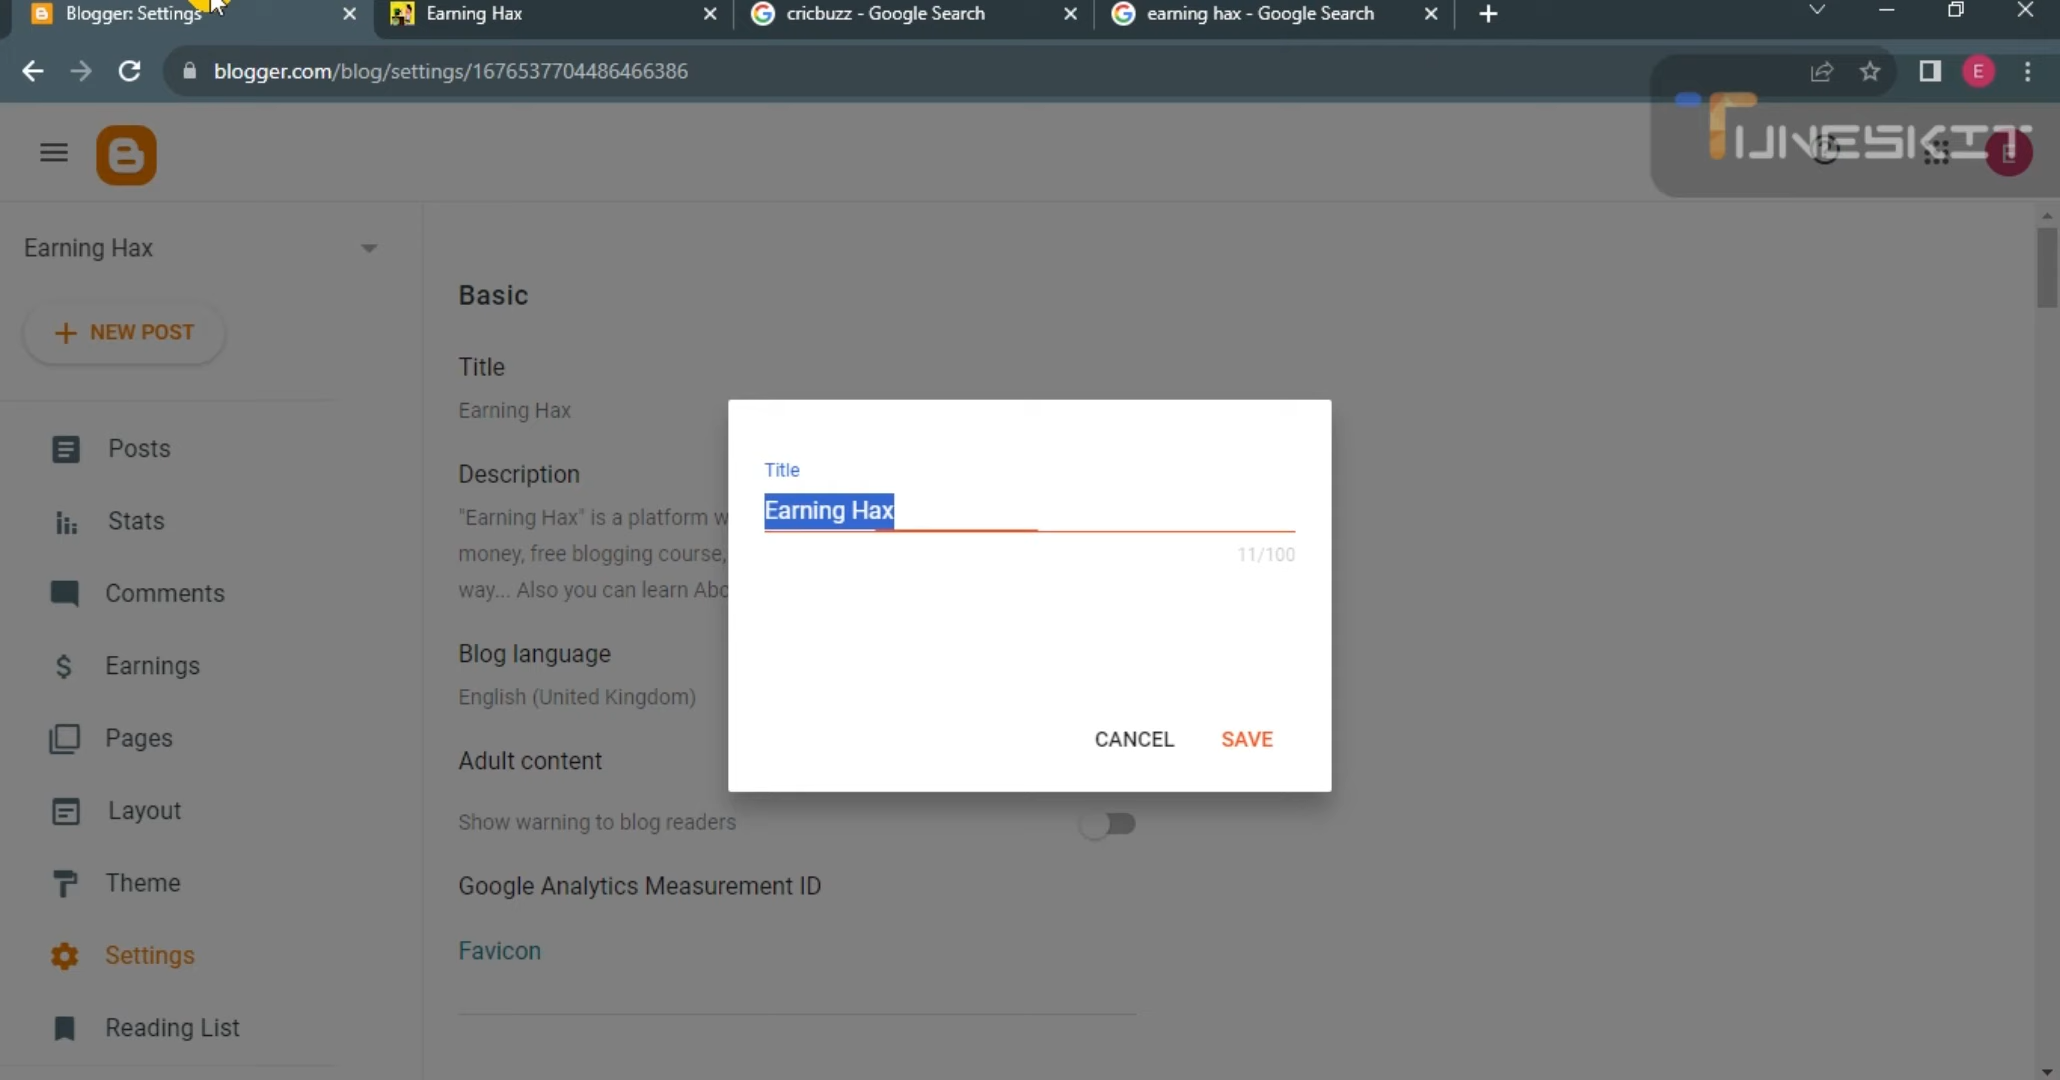 Blogger: Settings
Earning Hax
cricbuzz - Google Search
earning hax - Google Search
blogger.com/blog/settings/1676537704486466386
E
TUNESKIT
E
Earning Hax
NEW POST
Posts
Stats
Comments
Earnings
Pages
Layout
Theme
Settings
Reading List
Basic
Title
Earning Hax
Description
"Earning Hax" is a platform w
money, free blogging course,
way... Also you can learn Abo
Blog language
English (United Kingdom)
Adult content
Show warning to blog readers
Google Analytics Measurement ID
Favicon
Title
Earning Hax
11/100
CANCEL
SAVE